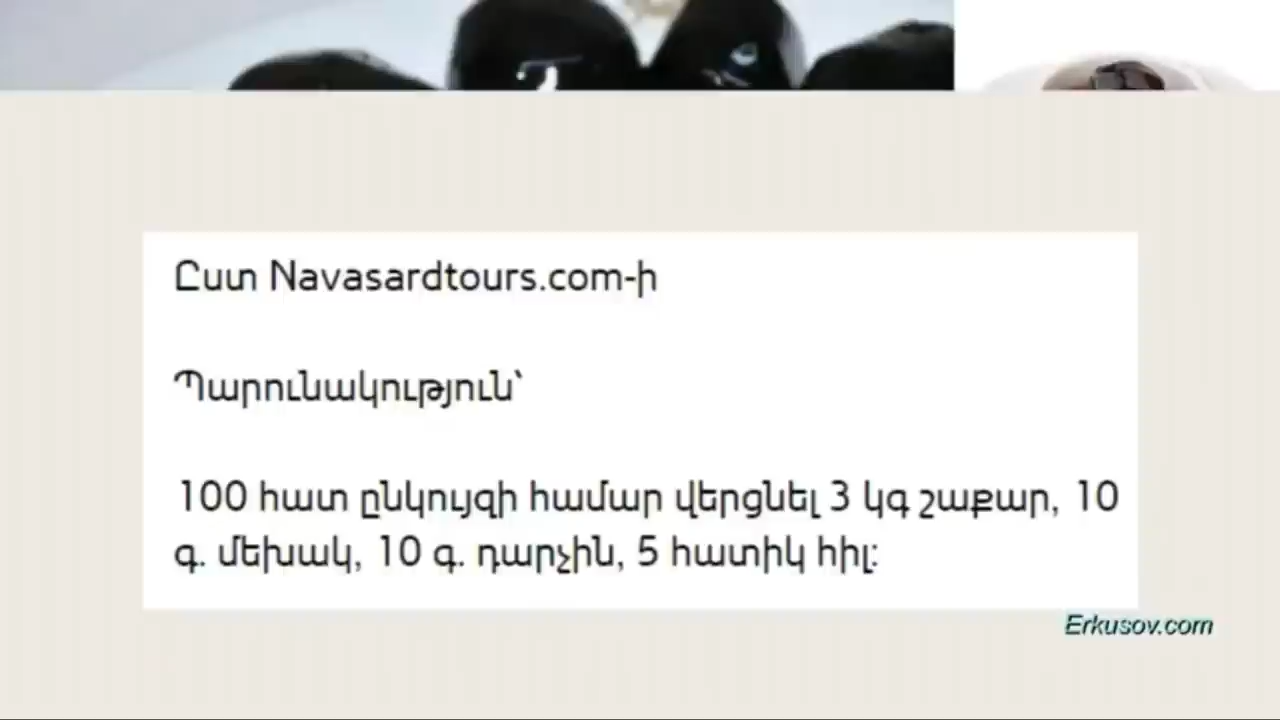 Ըստ Navasardtours.com-ի
Պարունակություն՝
100 հատ ընկույզի համար վերցնել 3 կգ շաքար, 10
գ. մեխակ, 10 գ. դարչին, 5 հատիկ հիլ:
Erkusov.com